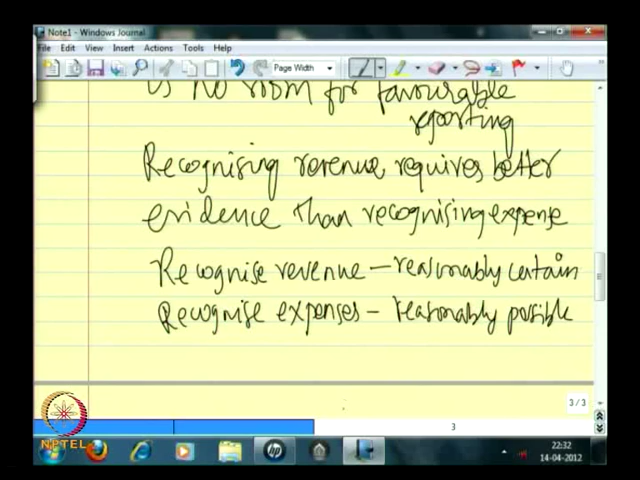 Note1 - Windows Journal
File Edit View Insert Actions Tools Help
Page Width
is no room for favourable
reporting
Recognising revenue requires better
evidence than recognising expense
Recognise revenue – reasonably certain
Recognise expenses – reasonably possible
3 / 3
3
NPTEL
22:32
14-04-2012